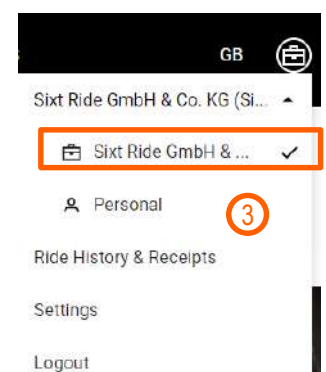 GB
Sixt Ride GmbH & Co. KG (Si...
Sixt Ride GmbH & ...
Personal
3
Ride History & Receipts
Settings
Logout